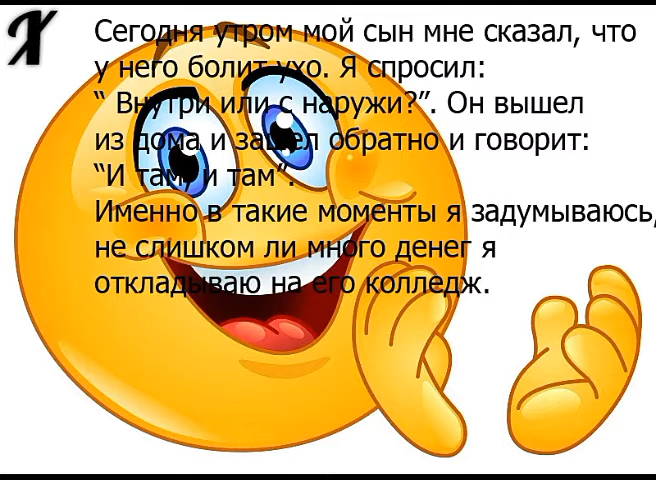 X
Сегодня утром мой сын мне сказал, что
у него болит ухо. Я спросил:
“ Внутри или с наружи?”. Он вышел
из дома и зашел обратно и говорит:
“И там, и там”.
Именно в такие моменты я задумываюсь,
не слишком ли много денег я
откладываю на его колледж.